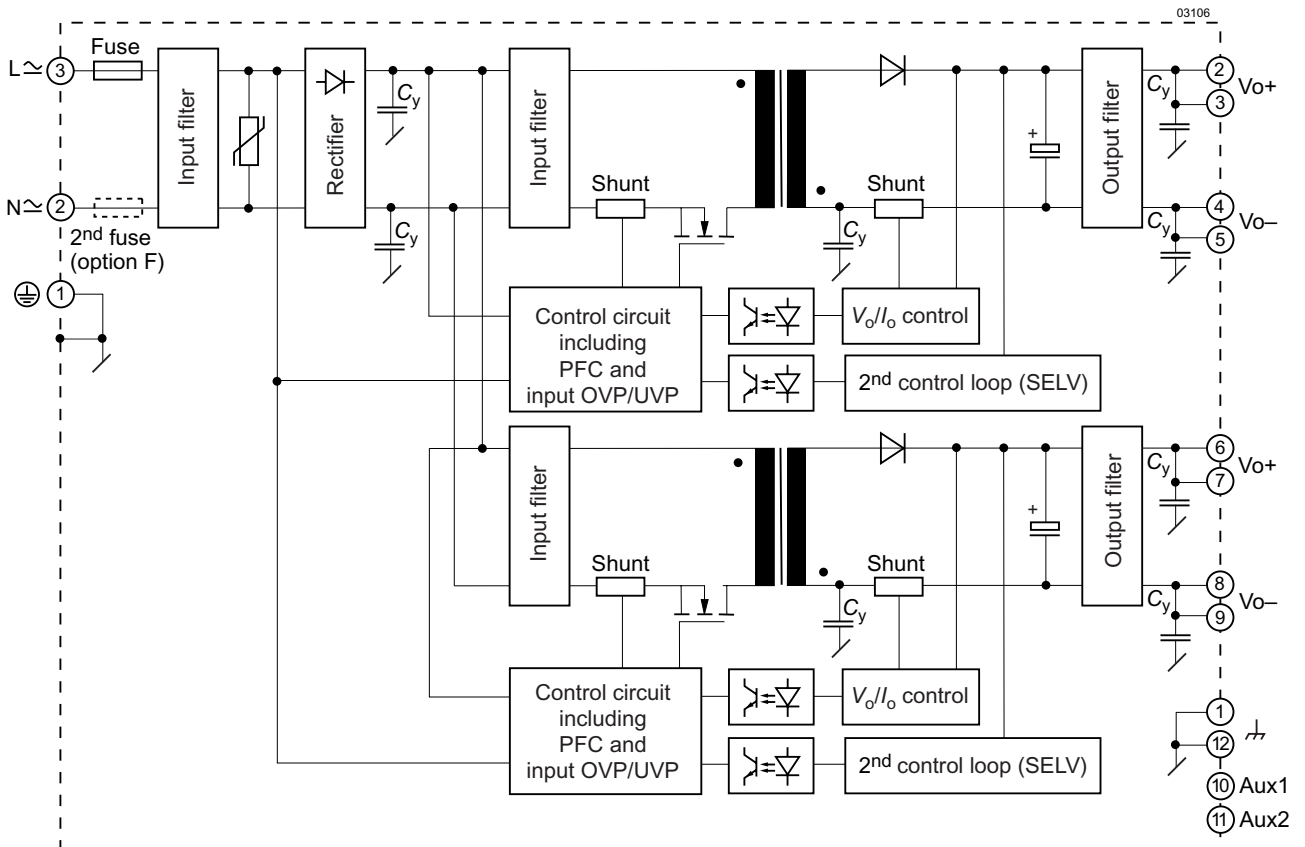 03106
Fuse
L≃ 3
Input filter
Rectifier
Cy
Input filter
Cy
2
Vo+
3
Output filter
Shunt
Shunt
N≃ 2
2nd fuse
(option F)
Cy
Cy
Cy
4
Vo–
5
1
Control circuit
including
PFC and
input OVP/UVP
Vo/Io control
2nd control loop (SELV)
Input filter
+
Output filter
Cy
6
Vo+
7
+
Shunt
Shunt
Cy
Cy
8
Vo–
9
Control circuit
including
PFC and
input OVP/UVP
Vo/Io control
2nd control loop (SELV)
1
12
10 Aux1
11 Aux2